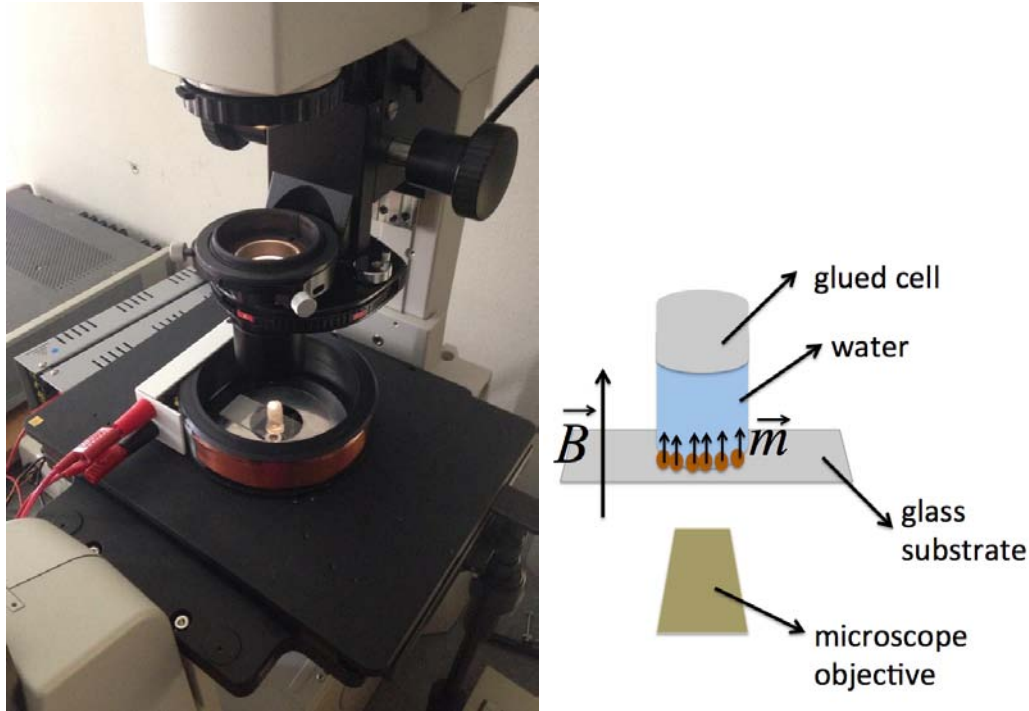 glued cell
water
B
m
glass
substrate
microscope
objective